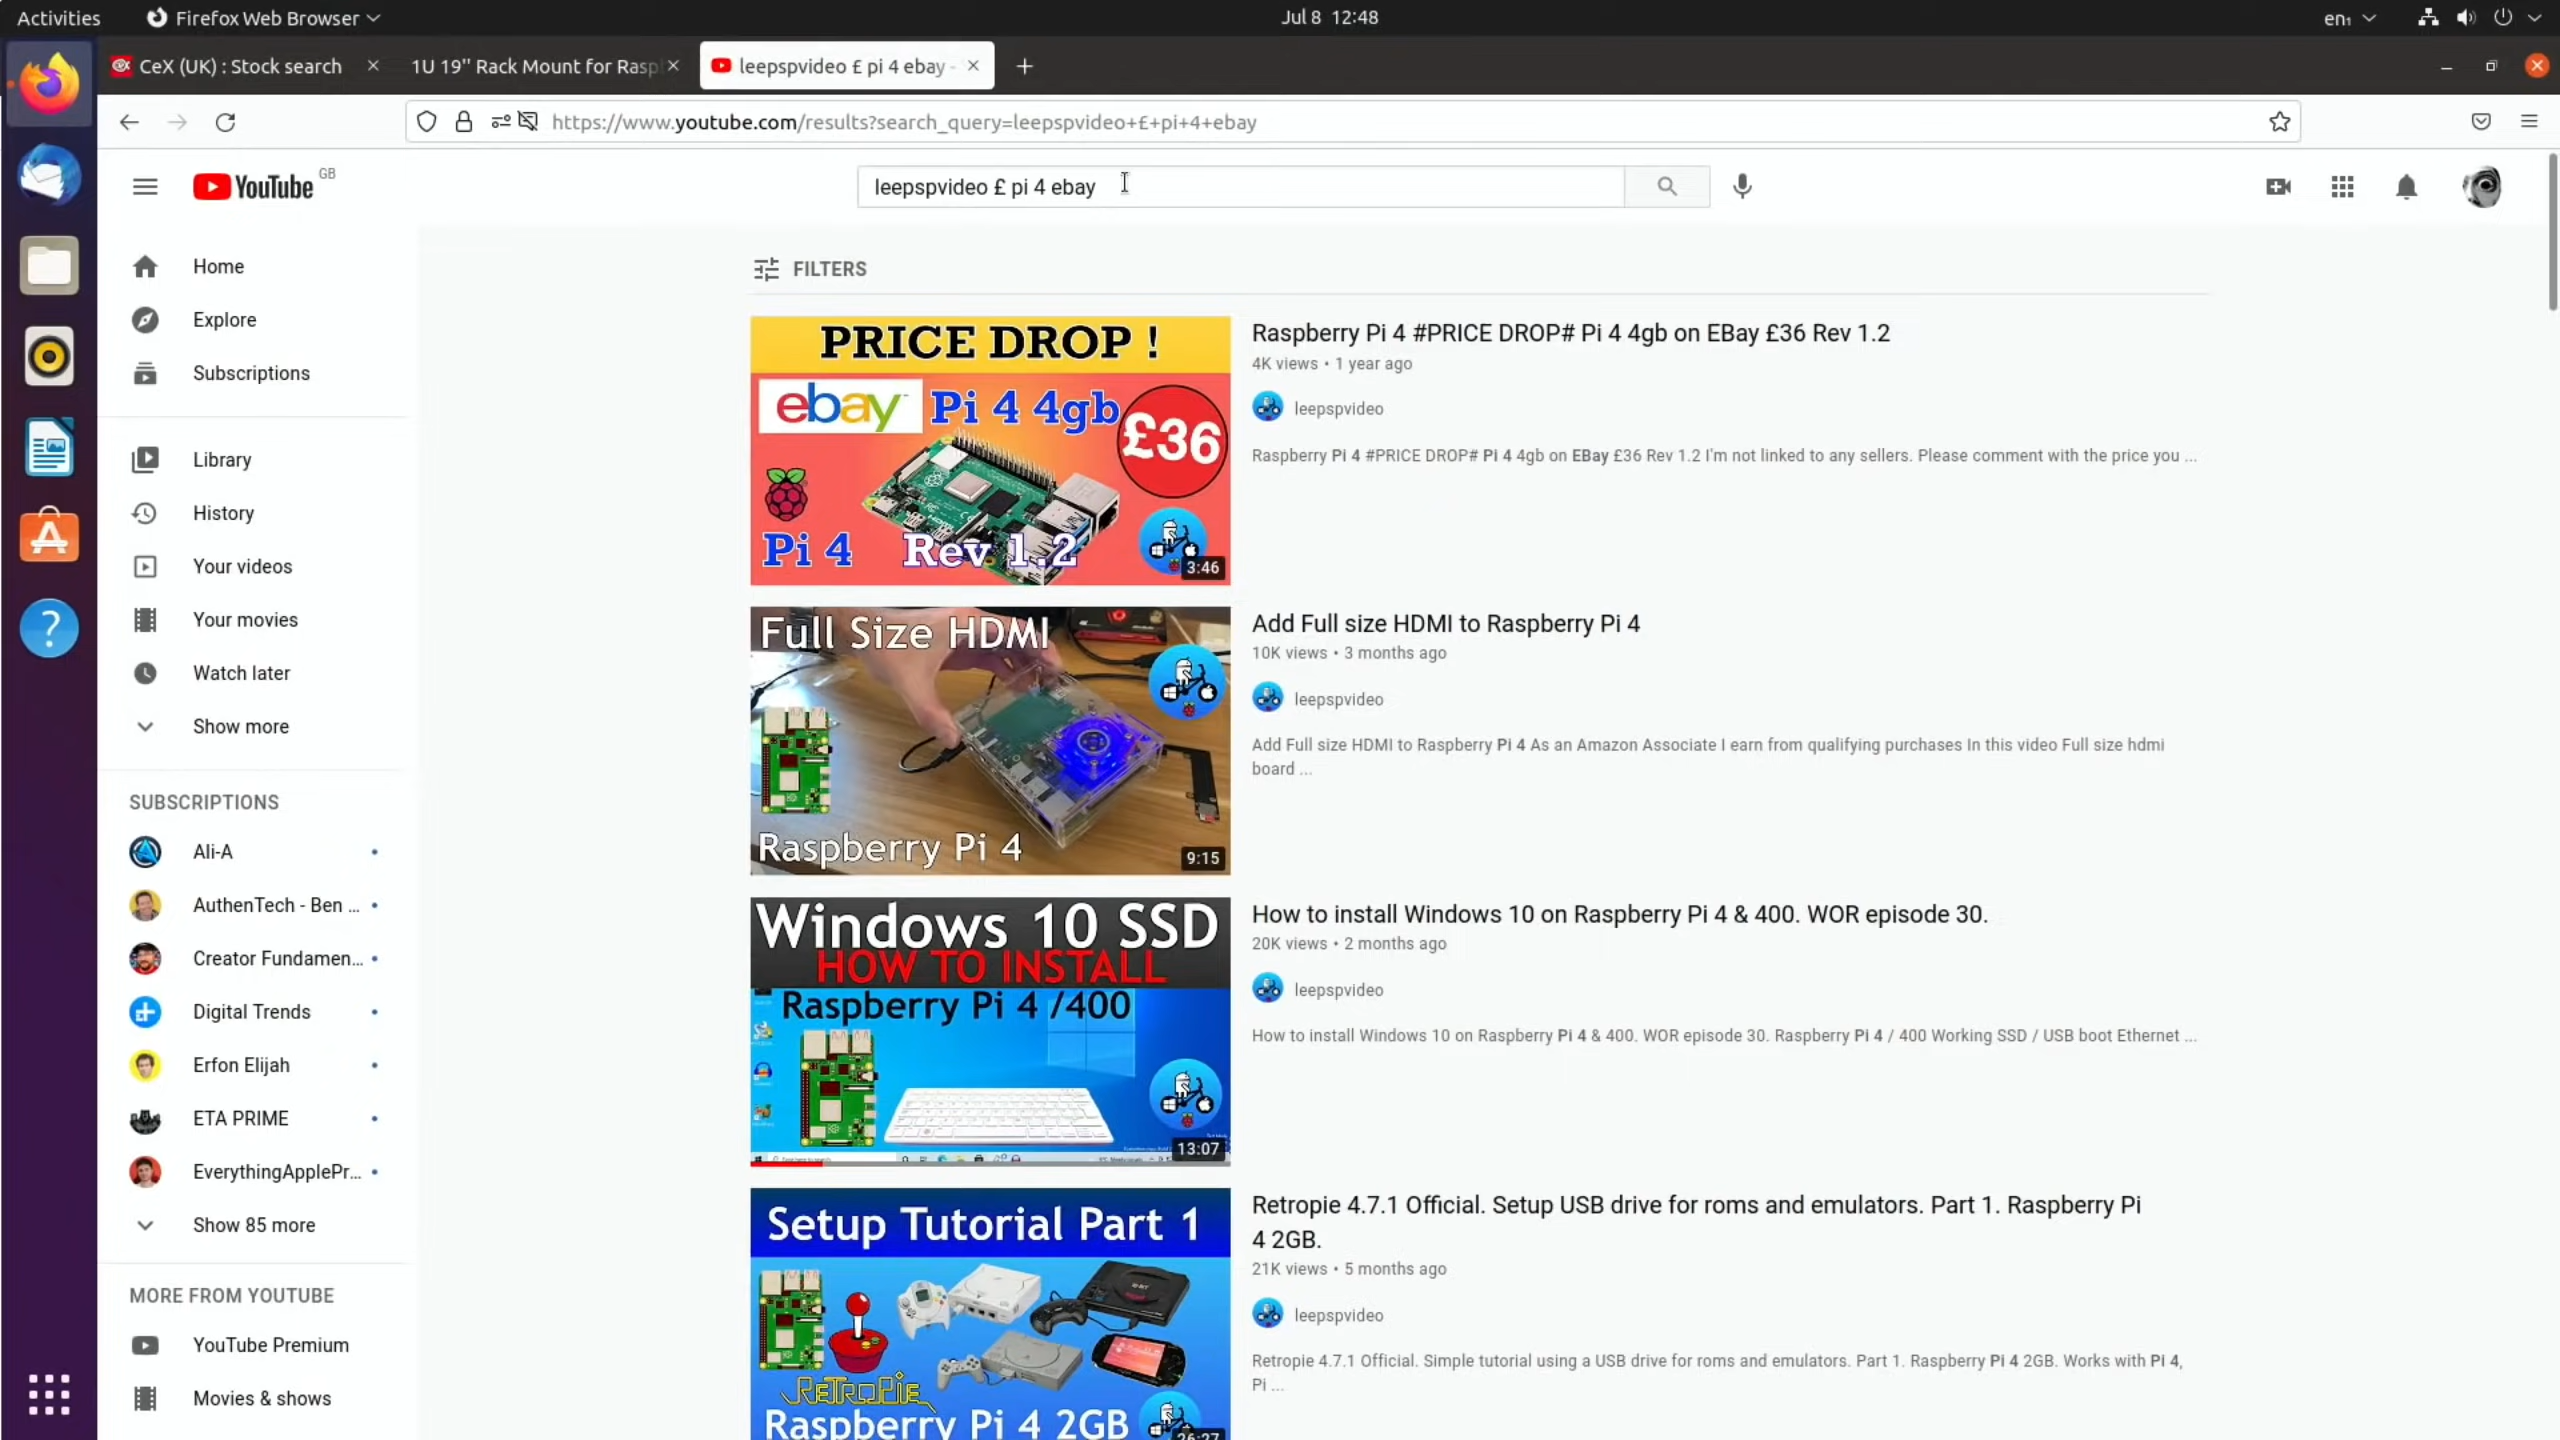 Activities
Firefox Web Browser
Jul 8 12:48
en₁
CeX (UK) : Stock search
1U 19'' Rack Mount for Rasp
leepspvideo £ pi 4 ebay -
https://www.youtube.com/results?search_query=leepspvideo+£+pi+4+ebay
YouTube GB
leepspvideo £ pi 4 ebay
Home
Explore
Subscriptions
Library
History
Your videos
Your movies
Watch later
Show more
SUBSCRIPTIONS
Ali-A
AuthenTech - Ben ...
Creator Fundamen...
Digital Trends
Erfon Elijah
ETA PRIME
EverythingApplePr...
Show 85 more
MORE FROM YOUTUBE
YouTube Premium
Movies & shows
FILTERS
PRICE DROP !
ebay Pi 4 4gb
£36
Pi 4 Rev 1.2
3:46
Raspberry Pi 4 #PRICE DROP# Pi 4 4gb on EBay £36 Rev 1.2
4K views • 1 year ago
leepspvideo
Raspberry Pi 4 #PRICE DROP# Pi 4 4gb on EBay £36 Rev 1.2 I'm not linked to any sellers. Please comment with the price you ...
Full Size HDMI
Raspberry Pi 4
9:15
Add Full size HDMI to Raspberry Pi 4
10K views • 3 months ago
leepspvideo
Add Full size HDMI to Raspberry Pi 4 As an Amazon Associate I earn from qualifying purchases In this video Full size hdmi
board ...
Windows 10 SSD
HOW TO INSTALL
Raspberry Pi 4 /400
13:07
How to install Windows 10 on Raspberry Pi 4 & 400. WOR episode 30.
20K views • 2 months ago
leepspvideo
How to install Windows 10 on Raspberry Pi 4 & 400. WOR episode 30. Raspberry Pi 4 / 400 Working SSD / USB boot Ethernet ...
Setup Tutorial Part 1
RETROPIE
Raspberry Pi 4 2GB
26:27
Retropie 4.7.1 Official. Setup USB drive for roms and emulators. Part 1. Raspberry Pi
4 2GB.
21K views • 5 months ago
leepspvideo
Retropie 4.7.1 Official. Simple tutorial using a USB drive for roms and emulators. Part 1. Raspberry Pi 4 2GB. Works with Pi 4,
Pi ...